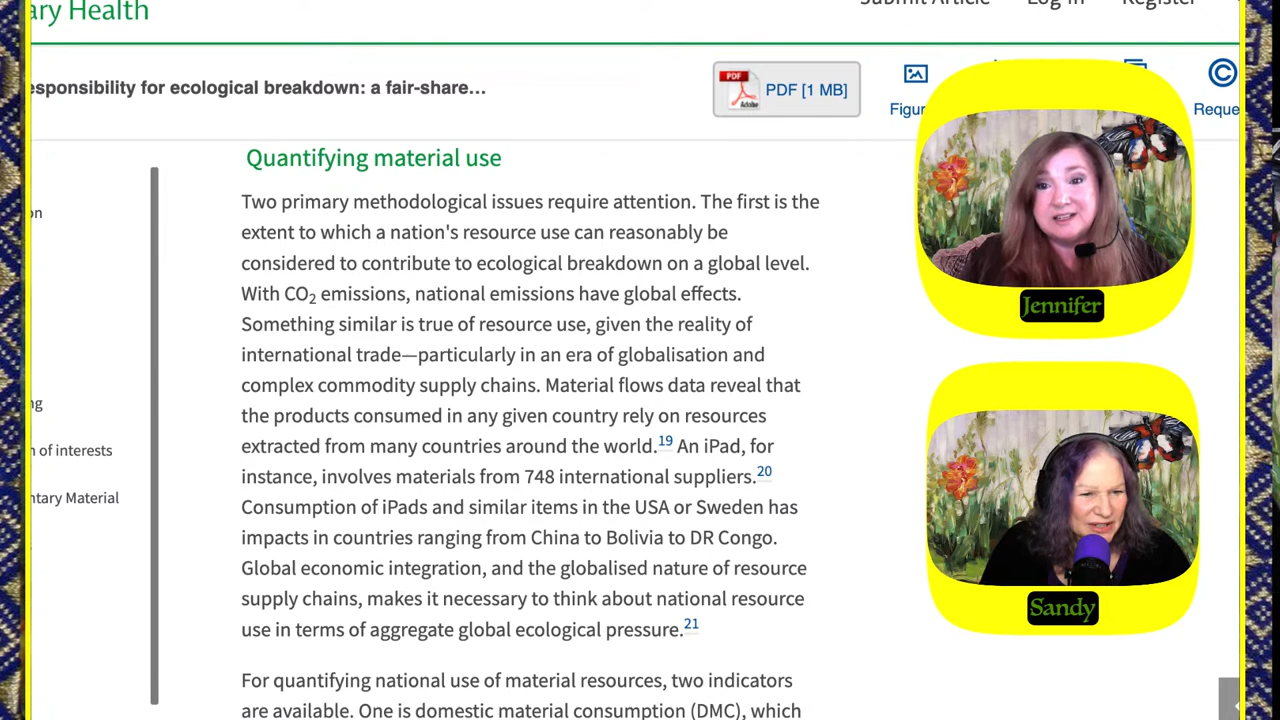 ary Health
Submit Article Log in Register
esponsibility for ecological breakdown: a fair-share…
PDF PDF [1 MB]
Adobe
Figur
Reque
on
ng
n of interests
ntary Material
Quantifying material use
Two primary methodological issues require attention. The first is the
extent to which a nation's resource use can reasonably be
considered to contribute to ecological breakdown on a global level.
With CO₂ emissions, national emissions have global effects.
Something similar is true of resource use, given the reality of
international trade—particularly in an era of globalisation and
complex commodity supply chains. Material flows data reveal that
the products consumed in any given country rely on resources
extracted from many countries around the world.19 An iPad, for
instance, involves materials from 748 international suppliers.20
Consumption of iPads and similar items in the USA or Sweden has
impacts in countries ranging from China to Bolivia to DR Congo.
Global economic integration, and the globalised nature of resource
supply chains, makes it necessary to think about national resource
use in terms of aggregate global ecological pressure.21
For quantifying national use of material resources, two indicators
are available. One is domestic material consumption (DMC), which
Jennifer
Sandy